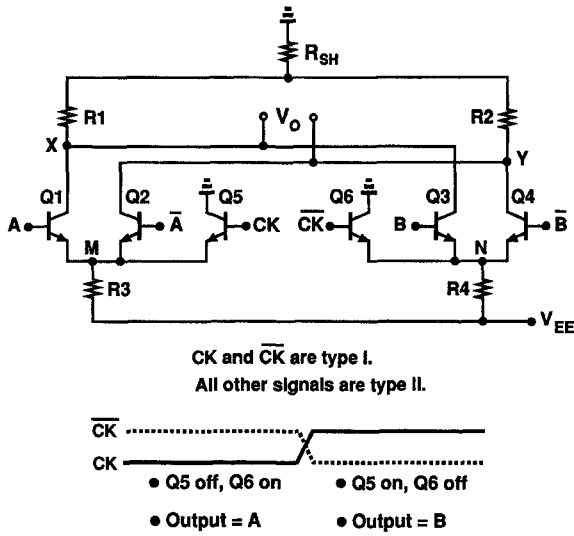 R_SH
R1
V_O
R2
X
Y
Q1
Q2
Q5
Q6
Q3
Q4
A
A̅
CK
C̅K̅
B
B̅
M
N
R3
R4
V_EE
CK and C̅K̅ are type I.
All other signals are type II.
C̅K̅
CK
● Q5 off, Q6 on
● Q5 on, Q6 off
● Output = A
● Output = B